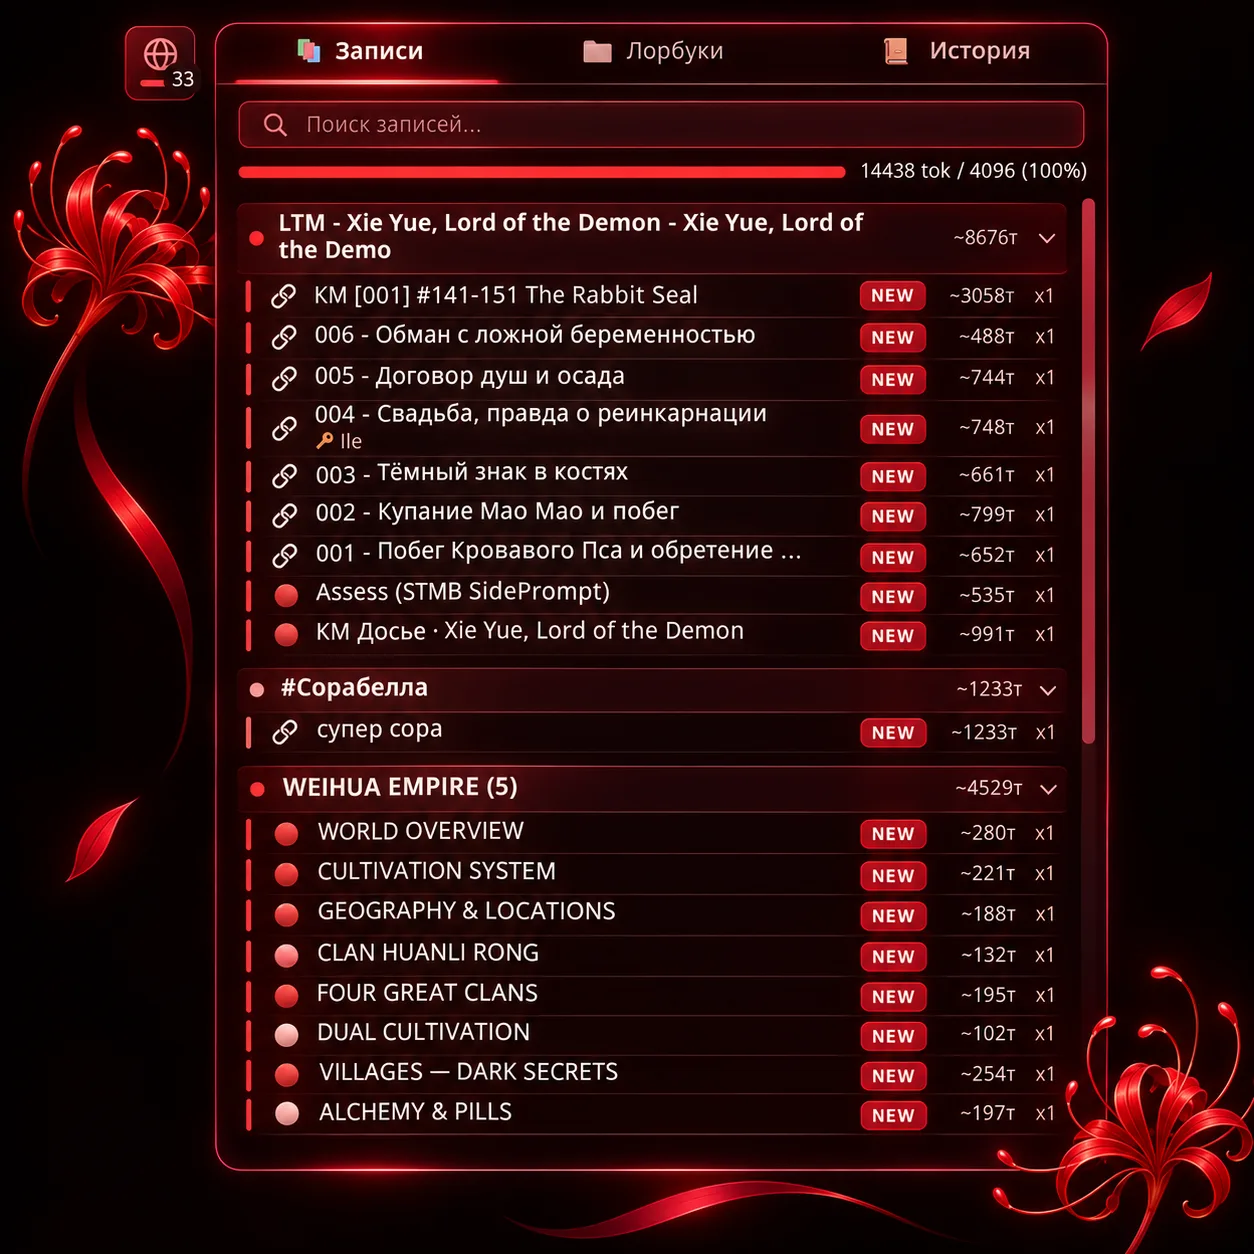 33
Записи
Лорбуки
История
Поиск записей...
14438 tok / 4096 (100%)
LTM - Xie Yue, Lord of the Demon - Xie Yue, Lord of
the Demo
~8676т
КМ [001] #141-151 The Rabbit Seal NEW ~3058т x1
006 - Обман с ложной беременностью NEW ~488т x1
005 - Договор душ и осада NEW ~744т x1
004 - Свадьба, правда о реинкарнации NEW ~748т x1
lle
003 - Тёмный знак в костях NEW ~661т x1
002 - Купание Мао Мао и побег NEW ~799т x1
001 - Побег Кровавого Пса и обретение ... NEW ~652т x1
Assess (STMB SidePrompt) NEW ~535т x1
КМ Досье · Xie Yue, Lord of the Demon NEW ~991т x1
#Сорабелла ~1233т
супер сора NEW ~1233т x1
WEIHUA EMPIRE (5) ~4529т
WORLD OVERVIEW NEW ~280т x1
CULTIVATION SYSTEM NEW ~221т x1
GEOGRAPHY & LOCATIONS NEW ~188т x1
CLAN HUANLI RONG NEW ~132т x1
FOUR GREAT CLANS NEW ~195т x1
DUAL CULTIVATION NEW ~102т x1
VILLAGES — DARK SECRETS NEW ~254т x1
ALCHEMY & PILLS NEW ~197т x1